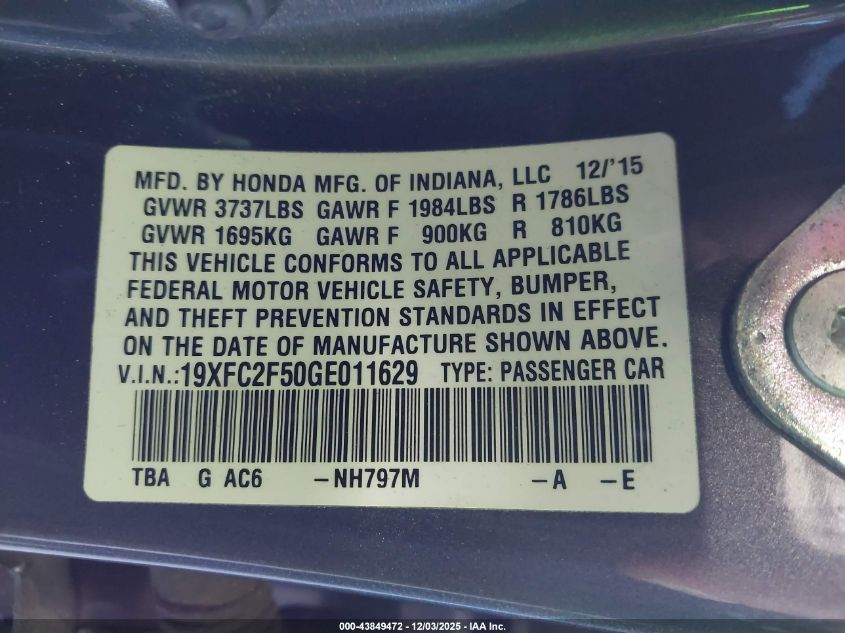 MFD. BY HONDA MFG. OF INDIANA, LLC 12/'15
GVWR 3737LBS GAWR F 1984LBS R 1786LBS
GVWR 1695KG GAWR F 900KG R 810KG
THIS VEHICLE CONFORMS TO ALL APPLICABLE
FEDERAL MOTOR VEHICLE SAFETY, BUMPER,
AND THEFT PREVENTION STANDARDS IN EFFECT
ON THE DATE OF MANUFACTURE SHOWN ABOVE.
V.I.N.:19XFC2F50GE011629 TYPE: PASSENGER CAR
TBA G AC6 -NH797M -A -E
000-43849472 - 12/03/2025 - IAA Inc.